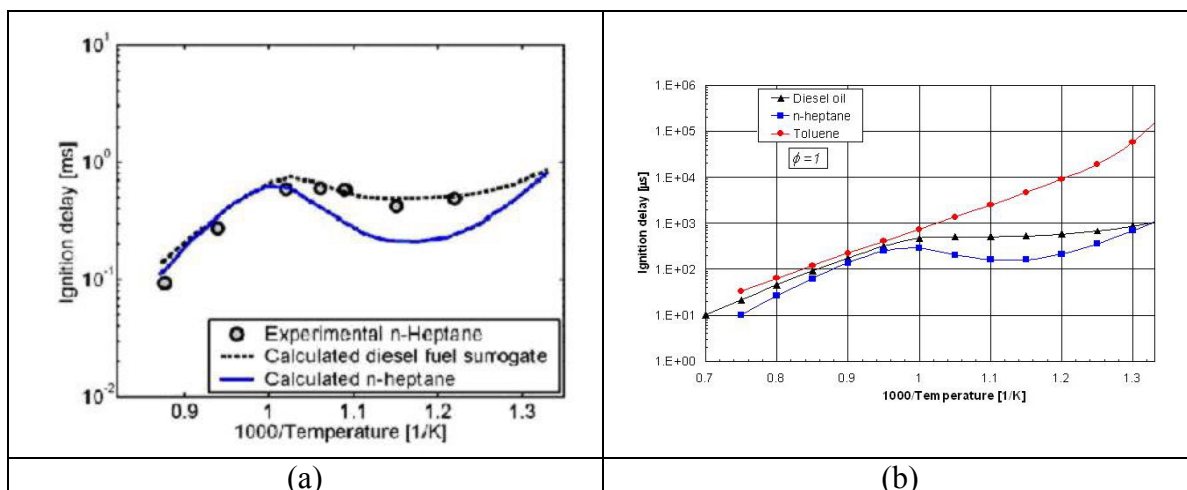 10¹
10⁰
10⁻¹
10⁻²
Ignition delay [ms]
Experimental n-Heptane
Calculated diesel fuel surrogate
Calculated n-heptane
0.9 1 1.1 1.2 1.3
1000/Temperature [1/K]
(a)
1.E+06
1.E+05
1.E+04
1.E+03
1.E+02
1.E+01
1.E+00
Ignition delay [µs]
Diesel oil
n-heptane
Toluene
ϕ=1
0.7 0.8 0.9 1 1.1 1.2 1.3
1000/Temperature [1/K]
(b)